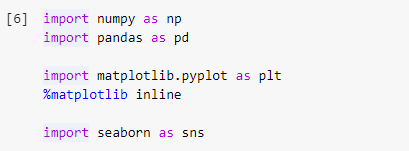 [6] import numpy as np
import pandas as pd
import matplotlib.pyplot as plt
%matplotlib inline
import seaborn as sns